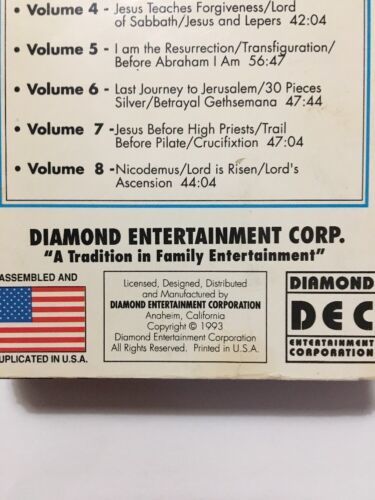 • Volume 4 - Jesus Teaches Forgiveness/Lord
of Sabbath/Jesus and Lepers 42:04
• Volume 5 - I am the Resurrection/Transfiguration/
Before Abraham I Am 56:47
• Volume 6 - Last Journey to Jerusalem/30 Pieces
Silver/Betrayal Gethsemana 47:44
• Volume 7 - Jesus Before High Priests/Trail
Before Pilate/Crucifixtion 47:04
• Volume 8 - Nicodemus/Lord is Risen/Lord's
Ascension 44:04
DIAMOND ENTERTAINMENT CORP.
"A Tradition in Family Entertainment"
ASSEMBLED AND
UPLICATED IN U.S.A.
Licensed, Designed, Distributed
and Manufactured by
DIAMOND ENTERTAINMENT CORPORATION
Anaheim, California
Copyright © 1993
Diamond Entertainment Corporation
All Rights Reserved. Printed in U.S.A.
DIAMOND
DEC
ENTERTAINMENT
CORPORATION